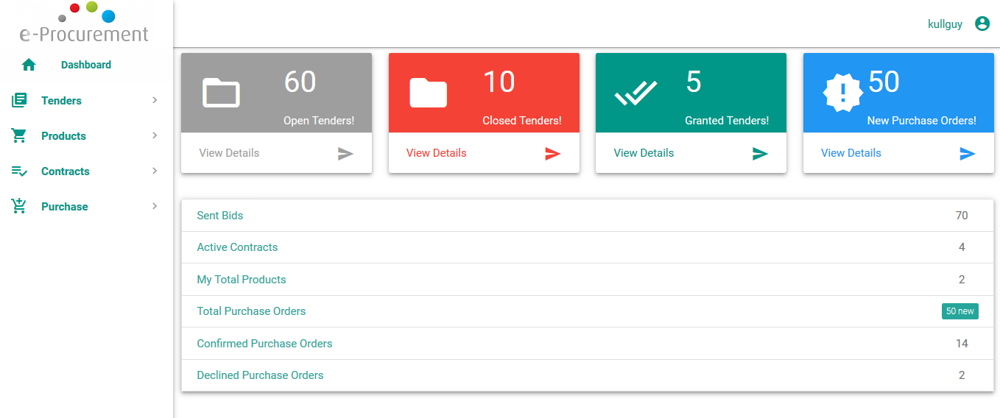 e-Procurement
kullguy
Dashboard
Tenders
Products
Contracts
Purchase
60
Open Tenders!
View Details
10
Closed Tenders!
View Details
5
Granted Tenders!
View Details
50
New Purchase Orders!
View Details
Sent Bids 70
Active Contracts 4
My Total Products 2
Total Purchase Orders 50 new
Confirmed Purchase Orders 14
Declined Purchase Orders 2